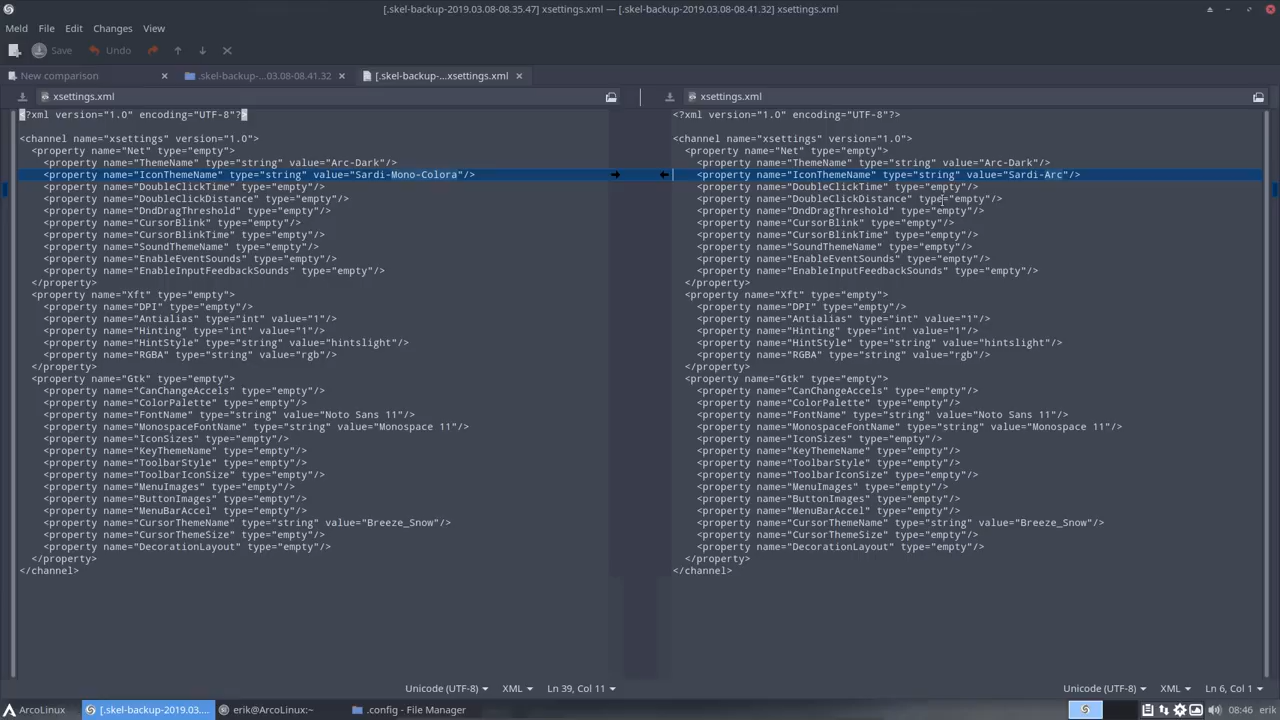 [.skel-backup-2019.03.08-08.35.47] xsettings.xml — [.skel-backup-2019.03.08-08.41.32] xsettings.xml
Meld File Edit Changes View
Save Undo
New comparison .skel-backup-...03.08-08.41.32 [.skel-backup-...xsettings.xml
xsettings.xml
<?xml version="1.0" encoding="UTF-8"?>
<channel name="xsettings" version="1.0">
<property name="Net" type="empty">
<property name="ThemeName" type="string" value="Arc-Dark"/>
<property name="IconThemeName" type="string" value="Sardi-Mono-Colora"/>
<property name="DoubleClickTime" type="empty"/>
<property name="DoubleClickDistance" type="empty"/>
<property name="DndDragThreshold" type="empty"/>
<property name="CursorBlink" type="empty"/>
<property name="CursorBlinkTime" type="empty"/>
<property name="SoundThemeName" type="empty"/>
<property name="EnableEventSounds" type="empty"/>
<property name="EnableInputFeedbackSounds" type="empty"/>
</property>
<property name="Xft" type="empty">
<property name="DPI" type="empty"/>
<property name="Antialias" type="int" value="1"/>
<property name="Hinting" type="int" value="1"/>
<property name="HintStyle" type="string" value="hintslight"/>
<property name="RGBA" type="string" value="rgb"/>
</property>
<property name="Gtk" type="empty">
<property name="CanChangeAccels" type="empty"/>
<property name="ColorPalette" type="empty"/>
<property name="FontName" type="string" value="Noto Sans 11"/>
<property name="MonospaceFontName" type="string" value="Monospace 11"/>
<property name="IconSizes" type="empty"/>
<property name="KeyThemeName" type="empty"/>
<property name="ToolbarStyle" type="empty"/>
<property name="ToolbarIconSize" type="empty"/>
<property name="MenuImages" type="empty"/>
<property name="ButtonImages" type="empty"/>
<property name="MenuBarAccel" type="empty"/>
<property name="CursorThemeName" type="string" value="Breeze_Snow"/>
<property name="CursorThemeSize" type="empty"/>
<property name="DecorationLayout" type="empty"/>
</property>
</channel>
Unicode (UTF-8) XML Ln 39, Col 11
xsettings.xml
<?xml version="1.0" encoding="UTF-8"?>
<channel name="xsettings" version="1.0">
<property name="Net" type="empty">
<property name="ThemeName" type="string" value="Arc-Dark"/>
<property name="IconThemeName" type="string" value="Sardi-Arc"/>
<property name="DoubleClickTime" type="empty"/>
<property name="DoubleClickDistance" type="empty"/>
<property name="DndDragThreshold" type="empty"/>
<property name="CursorBlink" type="empty"/>
<property name="CursorBlinkTime" type="empty"/>
<property name="SoundThemeName" type="empty"/>
<property name="EnableEventSounds" type="empty"/>
<property name="EnableInputFeedbackSounds" type="empty"/>
</property>
<property name="Xft" type="empty">
<property name="DPI" type="empty"/>
<property name="Antialias" type="int" value="1"/>
<property name="Hinting" type="int" value="1"/>
<property name="HintStyle" type="string" value="hintslight"/>
<property name="RGBA" type="string" value="rgb"/>
</property>
<property name="Gtk" type="empty">
<property name="CanChangeAccels" type="empty"/>
<property name="ColorPalette" type="empty"/>
<property name="FontName" type="string" value="Noto Sans 11"/>
<property name="MonospaceFontName" type="string" value="Monospace 11"/>
<property name="IconSizes" type="empty"/>
<property name="KeyThemeName" type="empty"/>
<property name="ToolbarStyle" type="empty"/>
<property name="ToolbarIconSize" type="empty"/>
<property name="MenuImages" type="empty"/>
<property name="ButtonImages" type="empty"/>
<property name="MenuBarAccel" type="empty"/>
<property name="CursorThemeName" type="string" value="Breeze_Snow"/>
<property name="CursorThemeSize" type="empty"/>
<property name="DecorationLayout" type="empty"/>
</property>
</channel>
Unicode (UTF-8) XML Ln 6, Col 1
ArcoLinux [.skel-backup-2019.03.... erik@ArcoLinux:~ .config - File Manager 08:46 erik